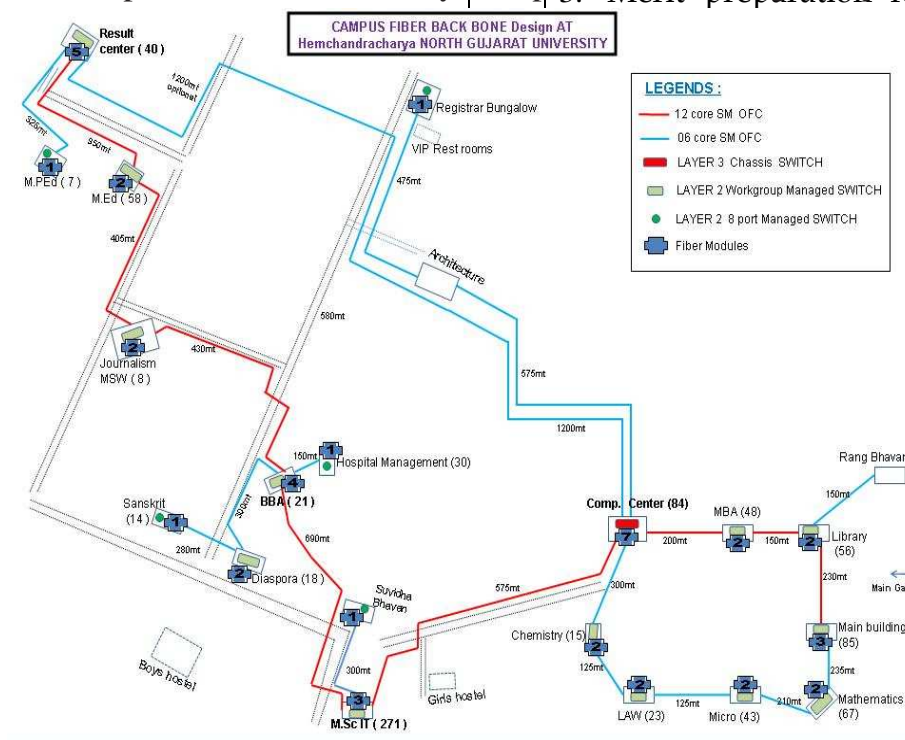 CAMPUS FIBER BACK BONE Design AT
Hemchandracharya NORTH GUJARAT UNIVERSITY
Result
center ( 40 )
5
1200mt
optional
325mt
950mt
1
M.PEd ( 7 )
2
M.Ed ( 58 )
1
Registrar Bungalow
VIP Rest rooms
475mt
LEGENDS :
12 core SM OFC
06 core SM OFC
LAYER 3 Chassis SWITCH
LAYER 2 Workgroup Managed SWITCH
LAYER 2 8 port Managed SWITCH
Fiber Modules
405mt
Architecture
580mt
2
Journalism
MSW ( 8 )
430mt
575mt
1200mt
150mt
1
Hospital Management (30)
4
BBA ( 21 )
300mt
Sanskrit
(14)
1
280mt
2
Diaspora (18 )
690mt
Suvidha
Bhavan
1
300mt
3
M.Sc IT ( 271)
Boys hostel
Girls hostel
575mt
Comp. Center (84)
7
200mt
MBA (48)
2
150mt
2
Library
(56)
Rang Bhavan
150mt
230mt
Main Ga
Main building
(85)
3
300mt
Chemistry (15)
2
125mt
2
LAW (23)
125mt
2
Micro (43)
210mt
2
Mathematics
(67)
235mt